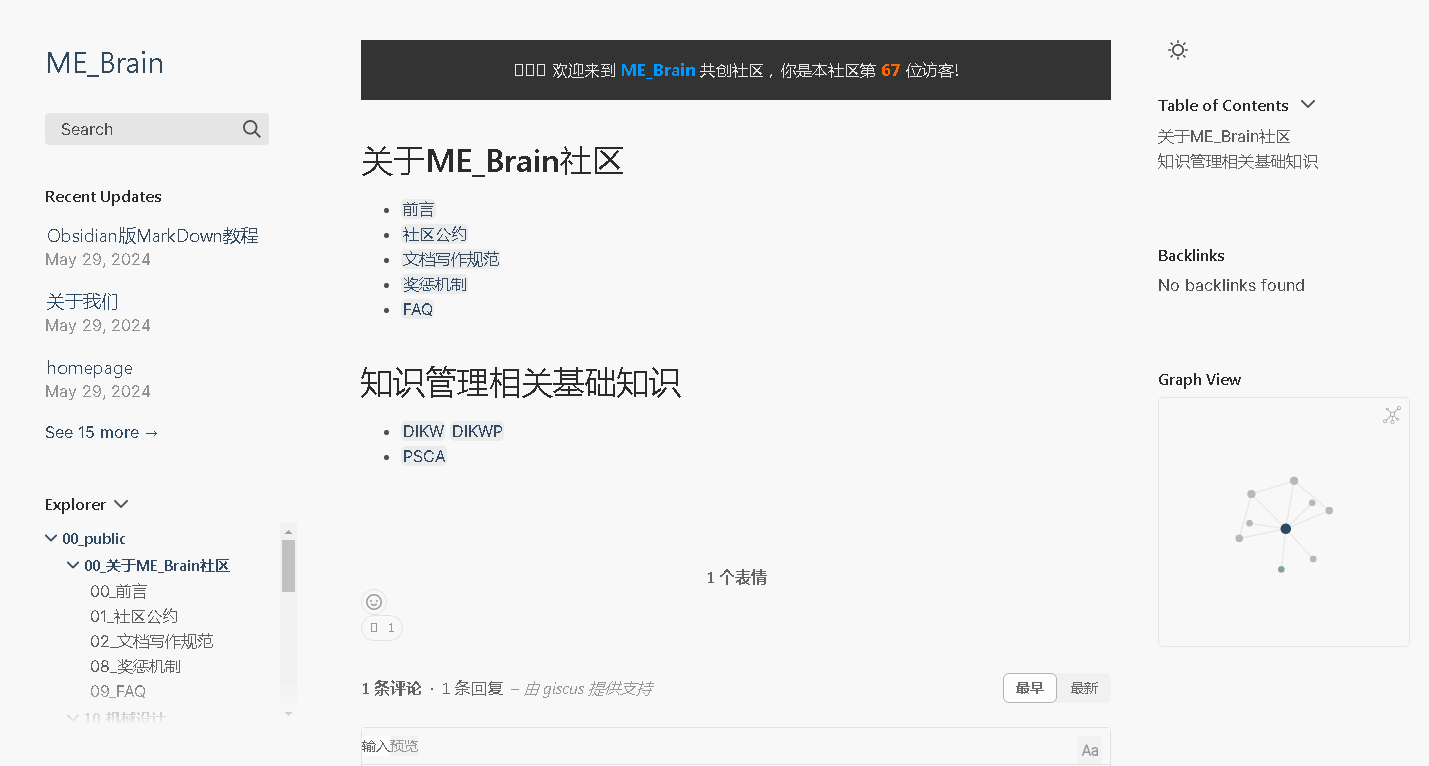 ME_Brain
Search
Recent Updates
Obsidian版MarkDown教程
May 29, 2024
关于我们
May 29, 2024
homepage
May 29, 2024
See 15 more →
Explorer
00_public
00_关于ME_Brain社区
00_前言
01_社区公约
02_文档写作规范
08_奖惩机制
09_FAQ
10_机械设计
欢迎来到 ME_Brain 共创社区，你是本社区第 67 位访客!
关于ME_Brain社区
前言
社区公约
文档写作规范
奖惩机制
FAQ
知识管理相关基础知识
DIKW DIKWP
PSCA
1 个表情
1
1 条评论 · 1 条回复 – 由 giscus 提供支持
最早 最新
输入预览
Aa
Table of Contents
关于ME_Brain社区
知识管理相关基础知识
Backlinks
No backlinks found
Graph View